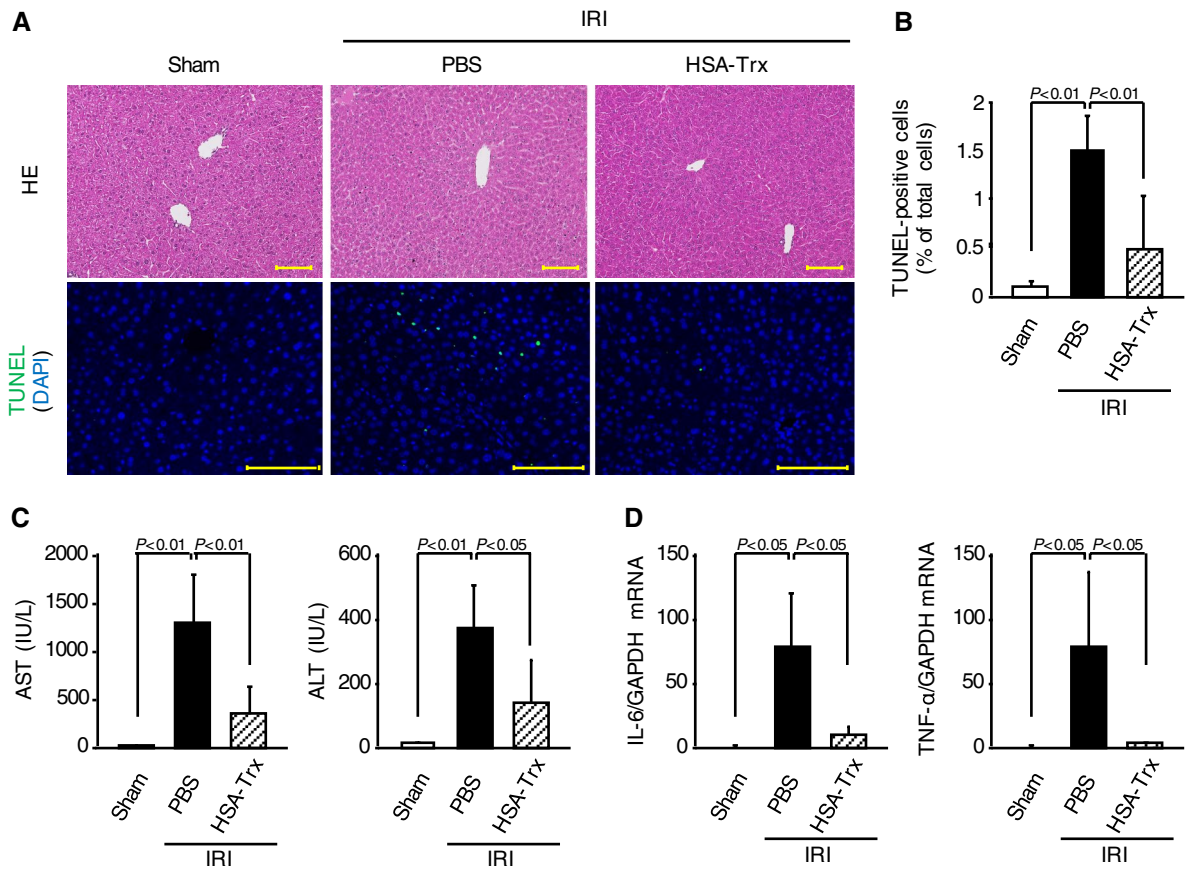 A
IRI
Sham
PBS
HSA-Trx
HE
TUNEL
(DAPI)
B
TUNEL-positive cells
(% of total cells)
2
1.5
1
0.5
0
P<0.01
P<0.01
Sham
PBS
HSA-Trx
IRI
C
AST (IU/L)
2000
1500
1000
500
0
P<0.01
P<0.01
Sham
PBS
HSA-Trx
IRI
ALT (IU/L)
600
400
200
0
P<0.01
P<0.05
Sham
PBS
HSA-Trx
IRI
D
IL-6/GAPDH mRNA
150
100
50
0
P<0.05
P<0.05
Sham
PBS
HSA-Trx
IRI
TNF-α/GAPDH mRNA
150
100
50
0
P<0.05
P<0.05
Sham
PBS
HSA-Trx
IRI